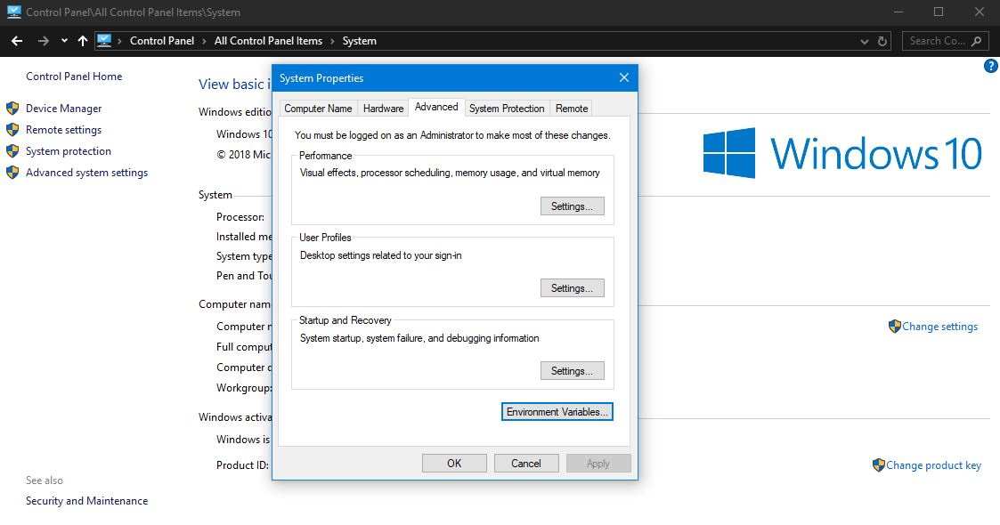 Control Panel\All Control Panel Items\System
Control Panel > All Control Panel Items > System
Search Co...
?
Control Panel Home
Device Manager
Remote settings
System protection
Advanced system settings
See also
Security and Maintenance
View basic i
Windows editio
Windows 10
© 2018 Mic
System
Processor:
Installed me
System type
Pen and Tou
Computer nam
Computer n
Full comput
Computer d
Workgroup:
Windows activa
Windows is
Product ID:
System Properties
Computer Name
Hardware
Advanced
System Protection
Remote
You must be logged on as an Administrator to make most of these changes.
Performance
Visual effects, processor scheduling, memory usage, and virtual memory
Settings...
User Profiles
Desktop settings related to your sign-in
Settings...
Startup and Recovery
System startup, system failure, and debugging information
Settings...
Environment Variables...
OK
Cancel
Apply
Windows 10
Change settings
Change product key